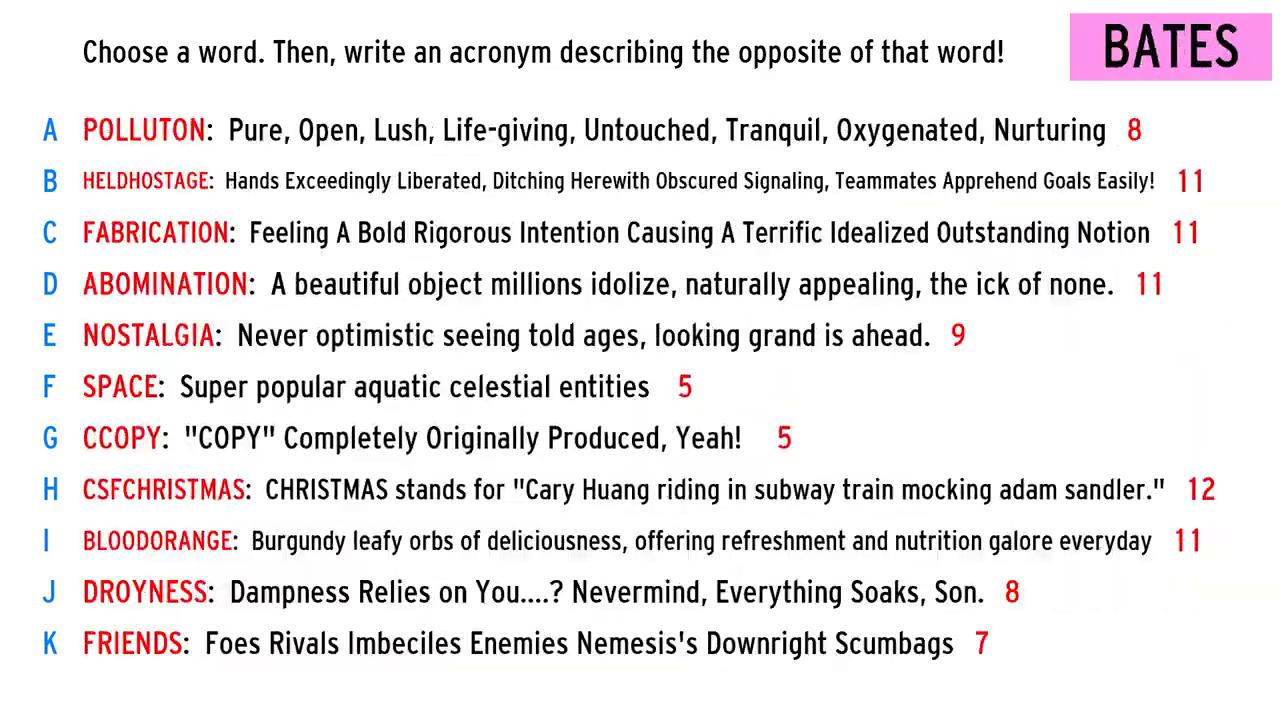 Choose a word. Then, write an acronym describing the opposite of that word!
BATES
A POLLUTON: Pure, Open, Lush, Life-giving, Untouched, Tranquil, Oxygenated, Nurturing 8
B HELDHOSTAGE: Hands Exceedingly Liberated, Ditching Herewith Obscured Signaling, Teammates Apprehend Goals Easily! 11
C FABRICATION: Feeling A Bold Rigorous Intention Causing A Terrific Idealized Outstanding Notion 11
D ABOMINATION: A beautiful object millions idolize, naturally appealing, the ick of none. 11
E NOSTALGIA: Never optimistic seeing told ages, looking grand is ahead. 9
F SPACE: Super popular aquatic celestial entities 5
G CCOPY: "COPY" Completely Originally Produced, Yeah! 5
H CSFCHRISTMAS: CHRISTMAS stands for "Cary Huang riding in subway train mocking adam sandler." 12
I BLOODORANGE: Burgundy leafy orbs of deliciousness, offering refreshment and nutrition galore everyday 11
J DROYNESS: Dampness Relies on You....? Nevermind, Everything Soaks, Son. 8
K FRIENDS: Foes Rivals Imbeciles Enemies Nemesis's Downright Scumbags 7